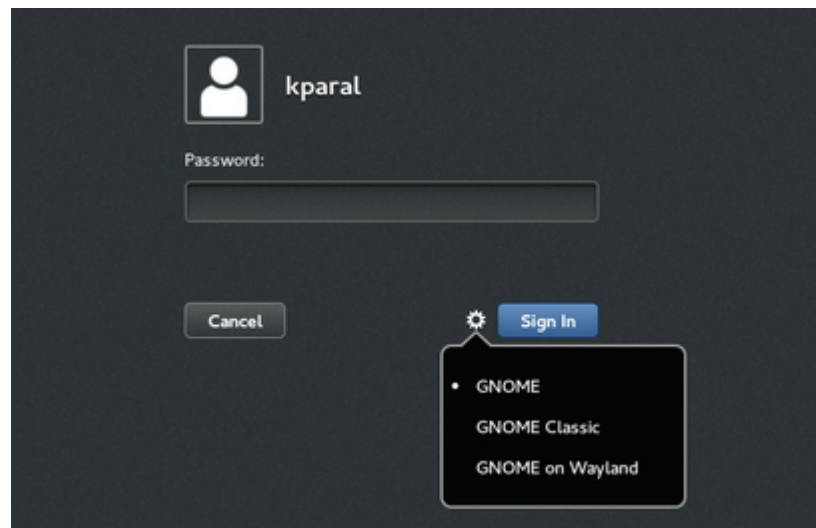 kparal
Password:
Cancel
Sign In
GNOME
GNOME Classic
GNOME on Wayland